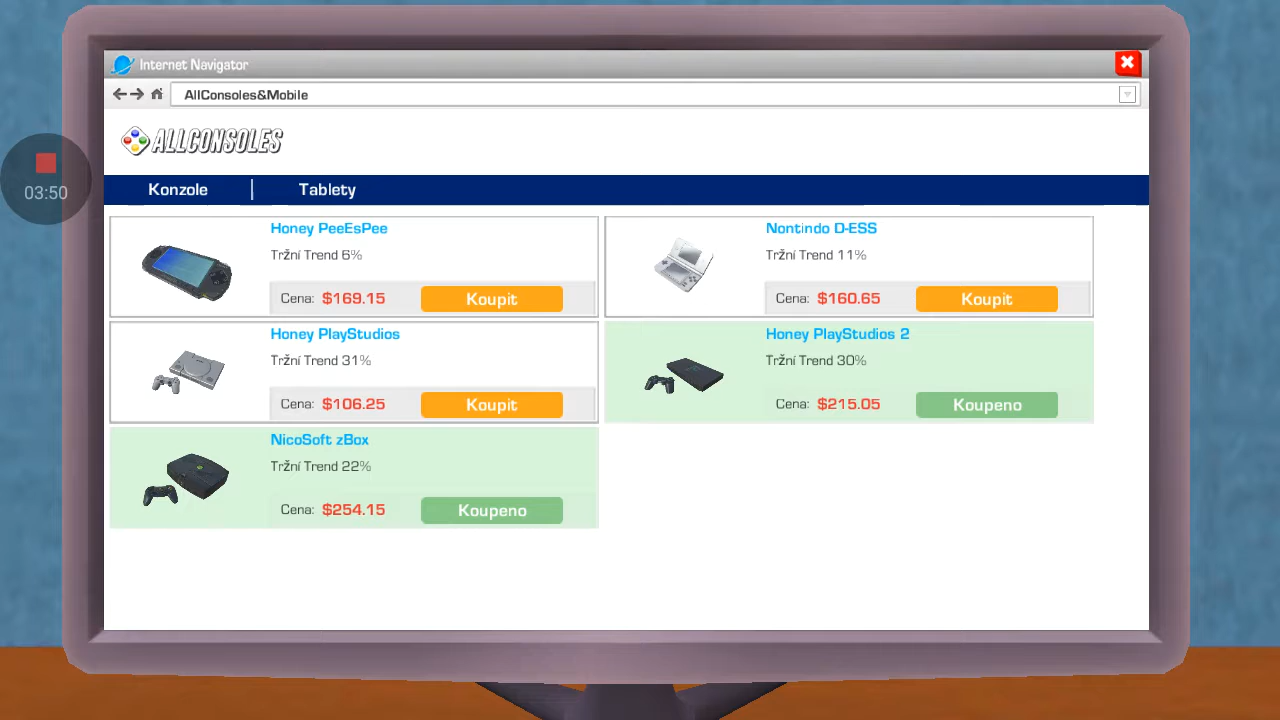 Internet Navigator
AllConsoles&Mobile
ALLCONSOLES
Konzole | Tablety
03:50
Honey PeeEsPee
Tržní Trend 6%
Cena: $169.15 Koupit
Nontindo D-ESS
Tržní Trend 11%
Cena: $160.65 Koupit
Honey PlayStudios
Tržní Trend 31%
Cena: $106.25 Koupit
Honey PlayStudios 2
Tržní Trend 30%
Cena: $215.05 Koupeno
NicoSoft zBox
Tržní Trend 22%
Cena: $254.15 Koupeno